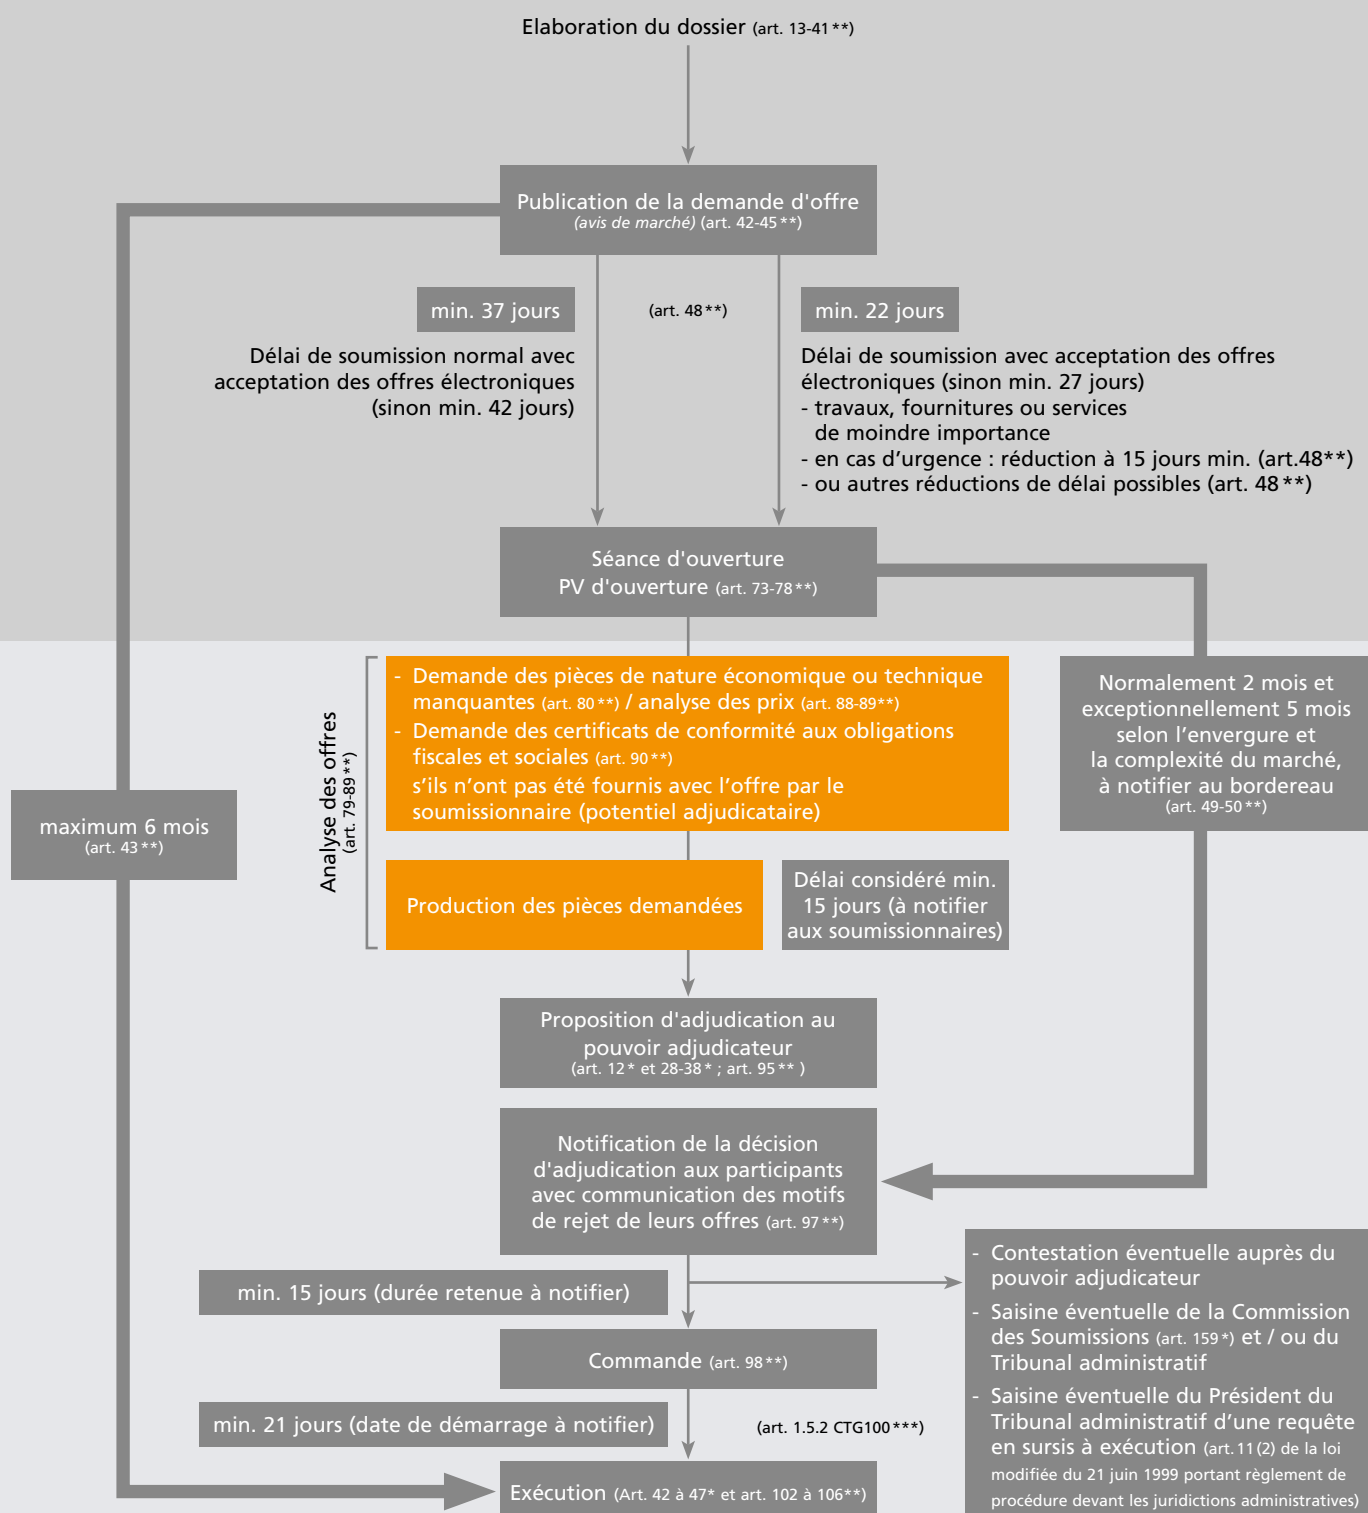 Elaboration du dossier (art. 13-41**)
Publication de la demande d'offre
(avis de marché) (art. 42-45**)
min. 37 jours
(art. 48**)
min. 22 jours
Délai de soumission normal avec
acceptation des offres électroniques
(sinon min. 42 jours)
Délai de soumission avec acceptation des offres
électroniques (sinon min. 27 jours)
- travaux, fournitures ou services
de moindre importance
- en cas d’urgence : réduction à 15 jours min. (art.48**)
- ou autres réductions de délai possibles (art. 48**)
Séance d'ouverture
PV d'ouverture (art. 73-78**)
Analyse des offres
(art. 79-89**)
- Demande des pièces de nature économique ou technique
manquantes (art. 80**) / analyse des prix (art. 88-89**)
- Demande des certificats de conformité aux obligations
fiscales et sociales (art. 90**)
s’ils n’ont pas été fournis avec l’offre par le
soumissionnaire (potentiel adjudicataire)
Normalement 2 mois et
exceptionnellement 5 mois
selon l’envergure et
la complexité du marché,
à notifier au bordereau
(art. 49-50**)
maximum 6 mois
(art. 43**)
Production des pièces demandées
Délai considéré min.
15 jours (à notifier
aux soumissionnaires)
Proposition d'adjudication au
pouvoir adjudicateur
(art. 12* et 28-38* ; art. 95** )
Notification de la décision
d'adjudication aux participants
avec communication des motifs
de rejet de leurs offres (art. 97**)
min. 15 jours (durée retenue à notifier)
- Contestation éventuelle auprès du
pouvoir adjudicateur
- Saisine éventuelle de la Commission
des Soumissions (art. 159*) et / ou du
Tribunal administratif
- Saisine éventuelle du Président du
Tribunal administratif d’une requête
en sursis à exécution (art. 11(2) de la loi
modifiée du 21 juin 1999 portant règlement de
procédure devant les juridictions administratives)
Commande (art. 98**)
min. 21 jours (date de démarrage à notifier)
(art. 1.5.2 CTG100***)
Exécution (Art. 42 à 47* et art. 102 à 106**)